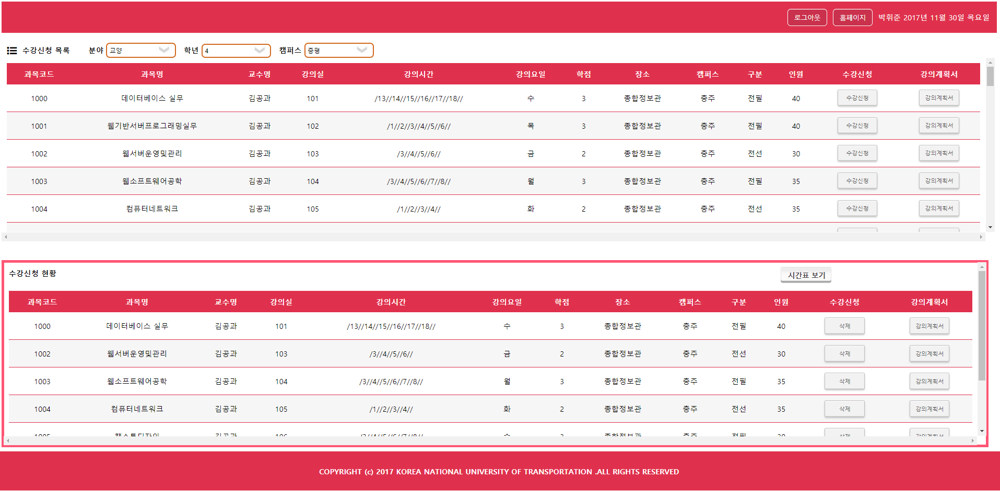 로그아웃 홈페이지 박휘준 2017년 11월 30일 목요일
수강신청 목록 분야 교양 학년 4 캠퍼스 증평
과목코드 과목명 교수명 강의실 강의시간 강의요일 학점 장소 캠퍼스 구분 인원 수강신청 강의계획서
1000 데이터베이스 실무 김공과 101 /13//14//15//16//17//18// 수 3 종합정보관 충주 전필 40 수강신청 강의계획서
1001 웹기반서버프로그래밍실무 김공과 102 /1//2//3//4//5//6// 목 3 종합정보관 충주 전필 40 수강신청 강의계획서
1002 웹서버운영및관리 김공과 103 /3//4//5//6// 금 2 종합정보관 충주 전선 30 수강신청 강의계획서
1003 웹소프트웨어공학 김공과 104 /3//4//5//6//7//8// 월 3 종합정보관 충주 전필 35 수강신청 강의계획서
1004 컴퓨터네트워크 김공과 105 /1//2//3//4// 화 2 종합정보관 충주 전선 35 수강신청 강의계획서
수강신청 현황 시간표 보기
과목코드 과목명 교수명 강의실 강의시간 강의요일 학점 장소 캠퍼스 구분 인원 수강신청 강의계획서
1000 데이터베이스 실무 김공과 101 /13//14//15//16//17//18// 수 3 종합정보관 충주 전필 40 삭제 강의계획서
1002 웹서버운영및관리 김공과 103 /3//4//5//6// 금 2 종합정보관 충주 전선 30 삭제 강의계획서
1003 웹소프트웨어공학 김공과 104 /3//4//5//6//7//8// 월 3 종합정보관 충주 전필 35 삭제 강의계획서
1004 컴퓨터네트워크 김공과 105 /1//2//3//4// 화 2 종합정보관 충주 전선 35 삭제 강의계획서
COPYRIGHT (c) 2017 KOREA NATIONAL UNIVERSITY OF TRANSPORTATION .ALL RIGHTS RESERVED